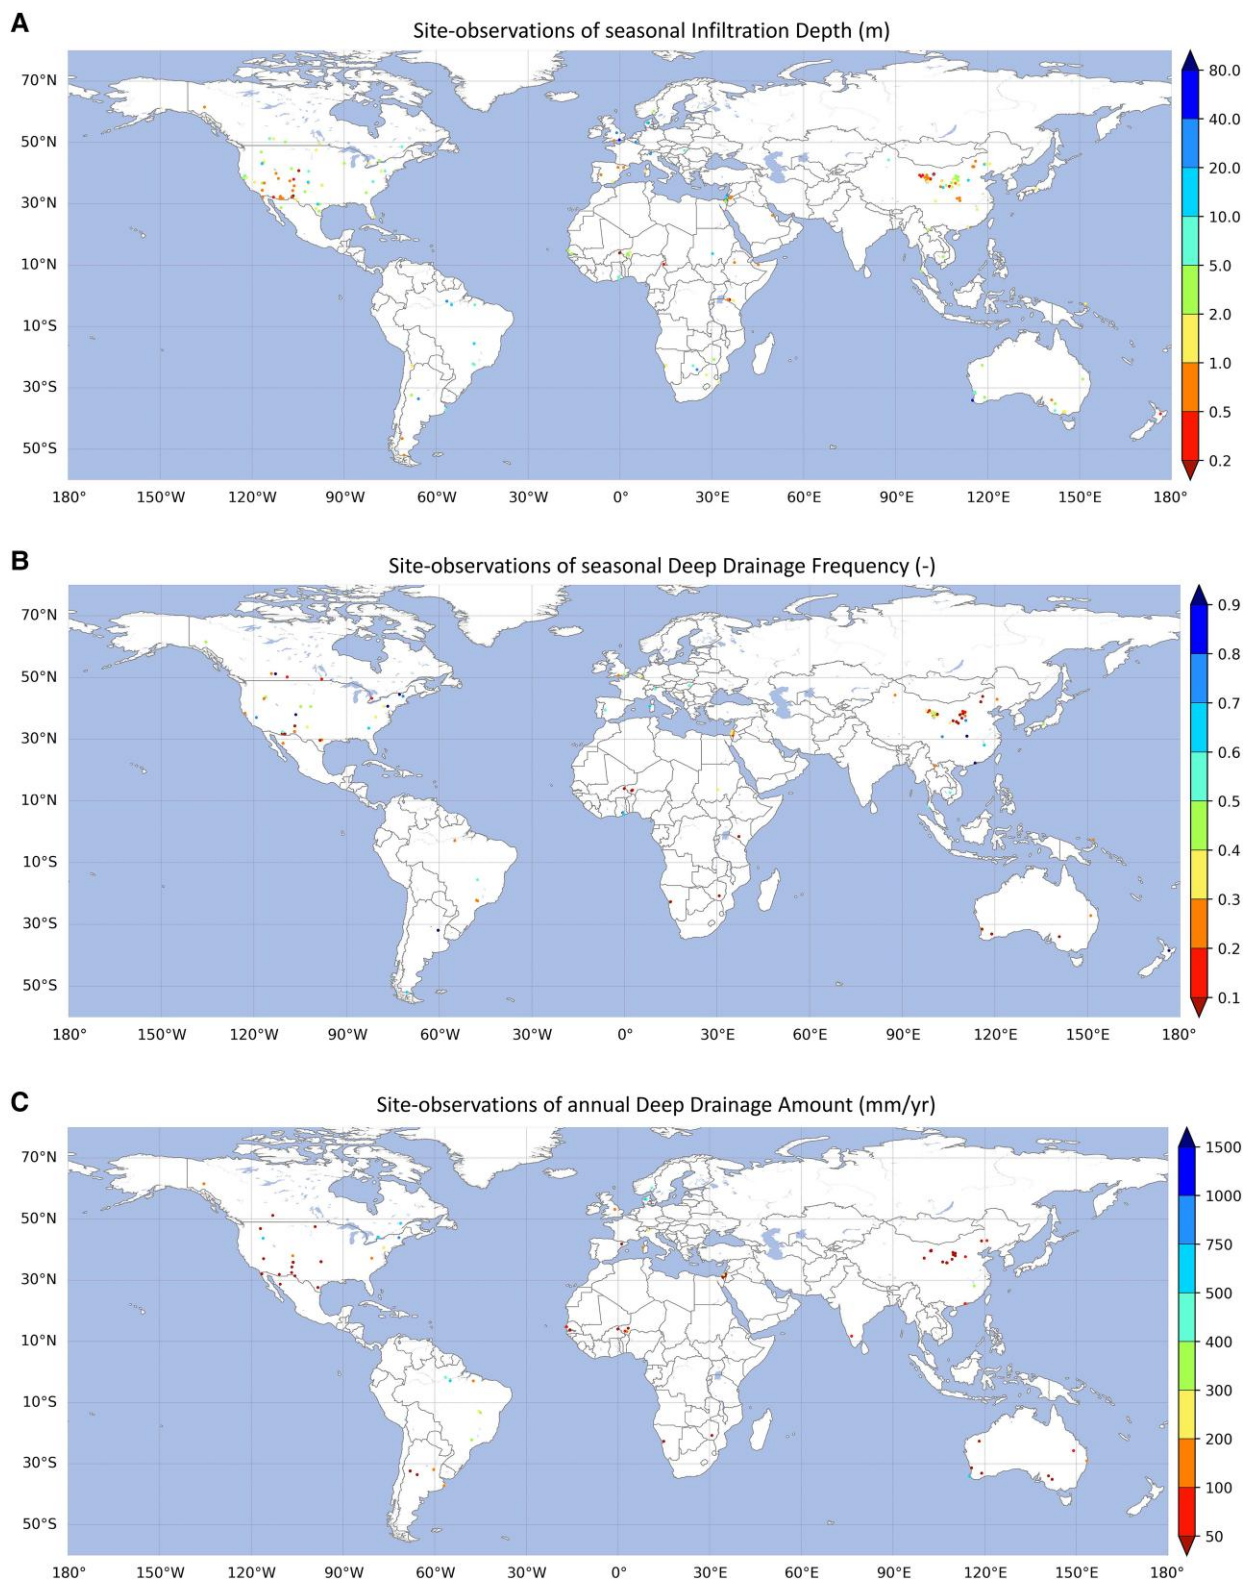 A
Site-observations of seasonal Infiltration Depth (m)
70°N
50°N
30°N
10°N
10°S
30°S
50°S
180° 150°W 120°W 90°W 60°W 30°W 0° 30°E 60°E 90°E 120°E 150°E 180°
80.0
40.0
20.0
10.0
5.0
2.0
1.0
0.5
0.2
B
Site-observations of seasonal Deep Drainage Frequency (-)
70°N
50°N
30°N
10°N
10°S
30°S
50°S
180° 150°W 120°W 90°W 60°W 30°W 0° 30°E 60°E 90°E 120°E 150°E 180°
0.9
0.8
0.7
0.6
0.5
0.4
0.3
0.2
0.1
C
Site-observations of annual Deep Drainage Amount (mm/yr)
70°N
50°N
30°N
10°N
10°S
30°S
50°S
180° 150°W 120°W 90°W 60°W 30°W 0° 30°E 60°E 90°E 120°E 150°E 180°
1500
1000
750
500
400
300
200
100
50